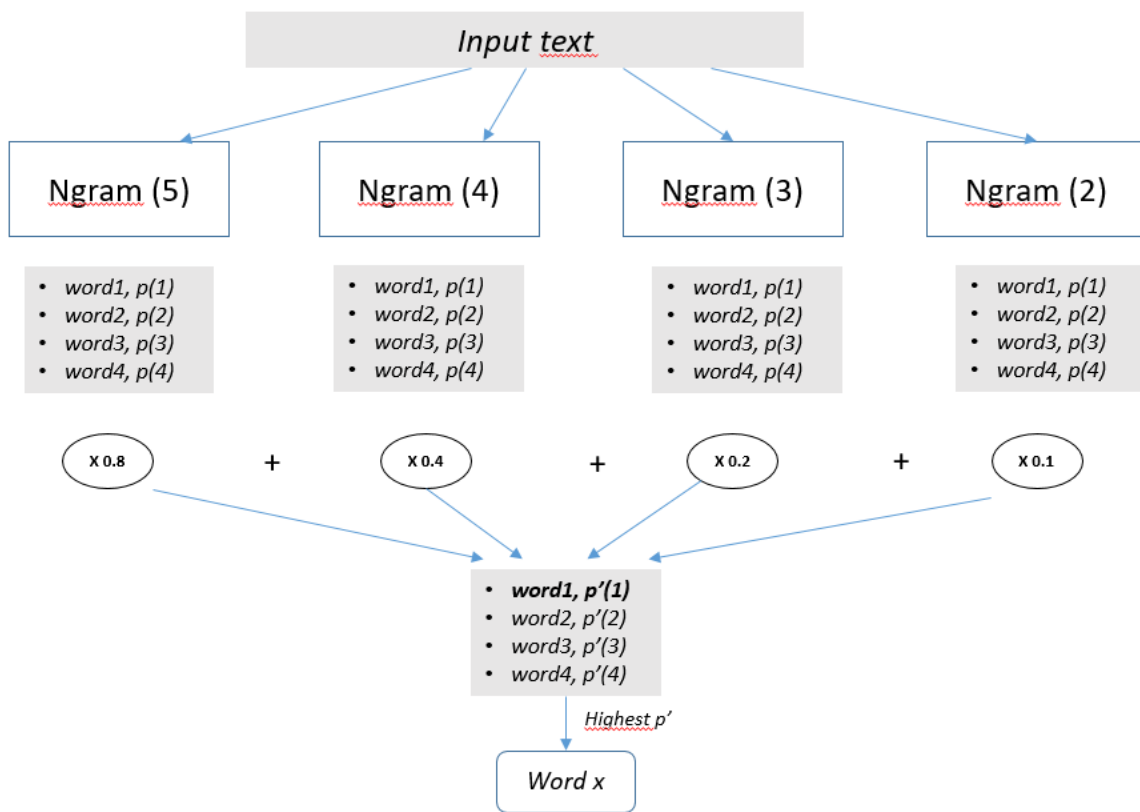 Input text
Ngram (5)
Ngram (4)
Ngram (3)
Ngram (2)
• word1, p(1)
• word2, p(2)
• word3, p(3)
• word4, p(4)
• word1, p(1)
• word2, p(2)
• word3, p(3)
• word4, p(4)
• word1, p(1)
• word2, p(2)
• word3, p(3)
• word4, p(4)
• word1, p(1)
• word2, p(2)
• word3, p(3)
• word4, p(4)
X 0.8
+
X 0.4
+
X 0.2
+
X 0.1
• word1, p’(1)
• word2, p’(2)
• word3, p’(3)
• word4, p’(4)
Highest p’
Word x